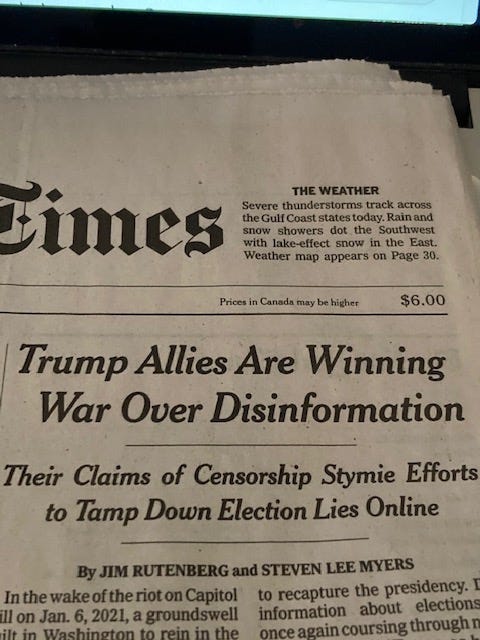 Times
THE WEATHER
Severe thunderstorms track across
the Gulf Coast states today. Rain and
snow showers dot the Southwest
with lake-effect snow in the East.
Weather map appears on Page 30.
Prices in Canada may be higher $6.00
Trump Allies Are Winning
War Over Disinformation
Their Claims of Censorship Stymie Efforts
to Tamp Down Election Lies Online
By JIM RUTENBERG and STEVEN LEE MYERS
In the wake of the riot on Capitol
ill on Jan. 6, 2021, a groundswell
ilt in Washington to rein in the
to recapture the presidency.
information about elections
once again coursing through